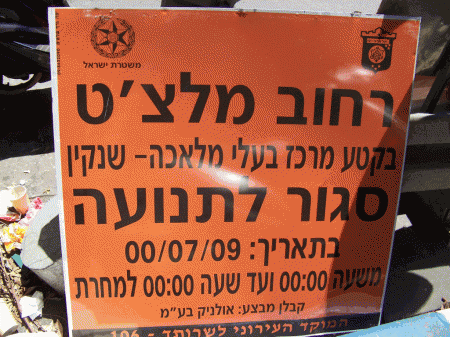 משטרת ישראל
רחוב מלצ'ט
בקטע מרכז בעלי מלאכה- שנקין
סגור לתנועה
בתאריך: 00/07/09
משעה 00:00 ועד שעה 00:00 למחרת
קבלן מבצע: אולניק בע"מ
המוקד העירוני לשרותך - 106